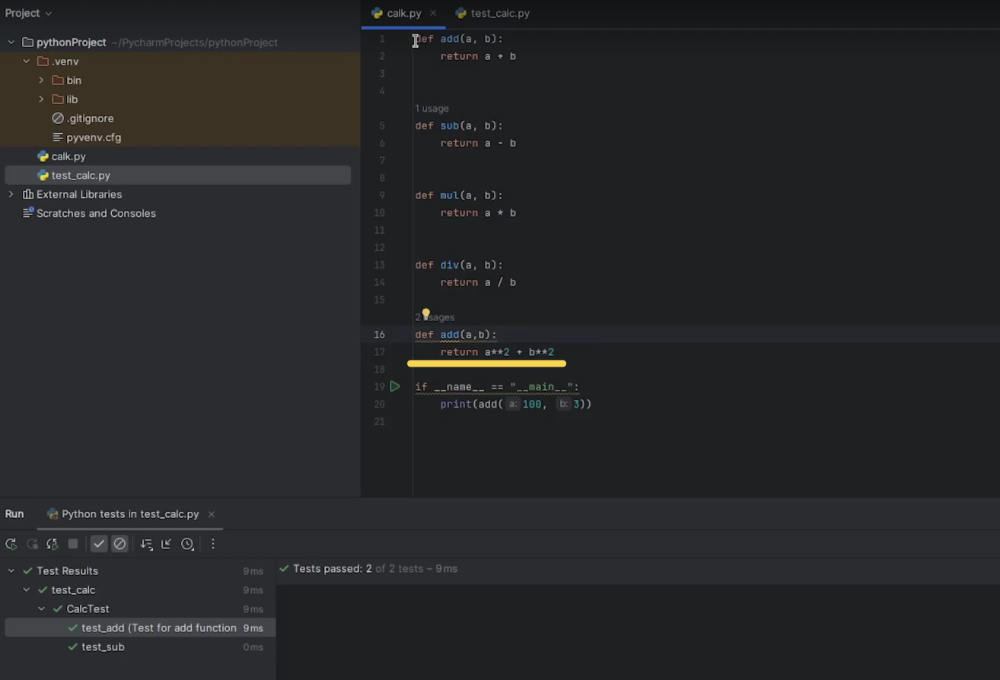 Project
calk.py
test_calc.py
pythonProject ~/PycharmProjects/pythonProject
.venv
bin
lib
.gitignore
pyvenv.cfg
calk.py
test_calc.py
External Libraries
Scratches and Consoles
1 def add(a, b):
2 return a + b
3
4
1 usage
5 def sub(a, b):
6 return a - b
7
8
9 def mul(a, b):
10 return a * b
11
12
13 def div(a, b):
14 return a / b
15
2 usages
16 def add(a,b):
17 return a**2 + b**2
18
19 if __name__ == "__main__":
20 print(add( a: 100, b: 3))
21
Run
Python tests in test_calc.py
Test Results 9 ms
test_calc 9 ms
CalcTest 9 ms
test_add (Test for add function 9 ms
test_sub 0 ms
Tests passed: 2 of 2 tests – 9 ms